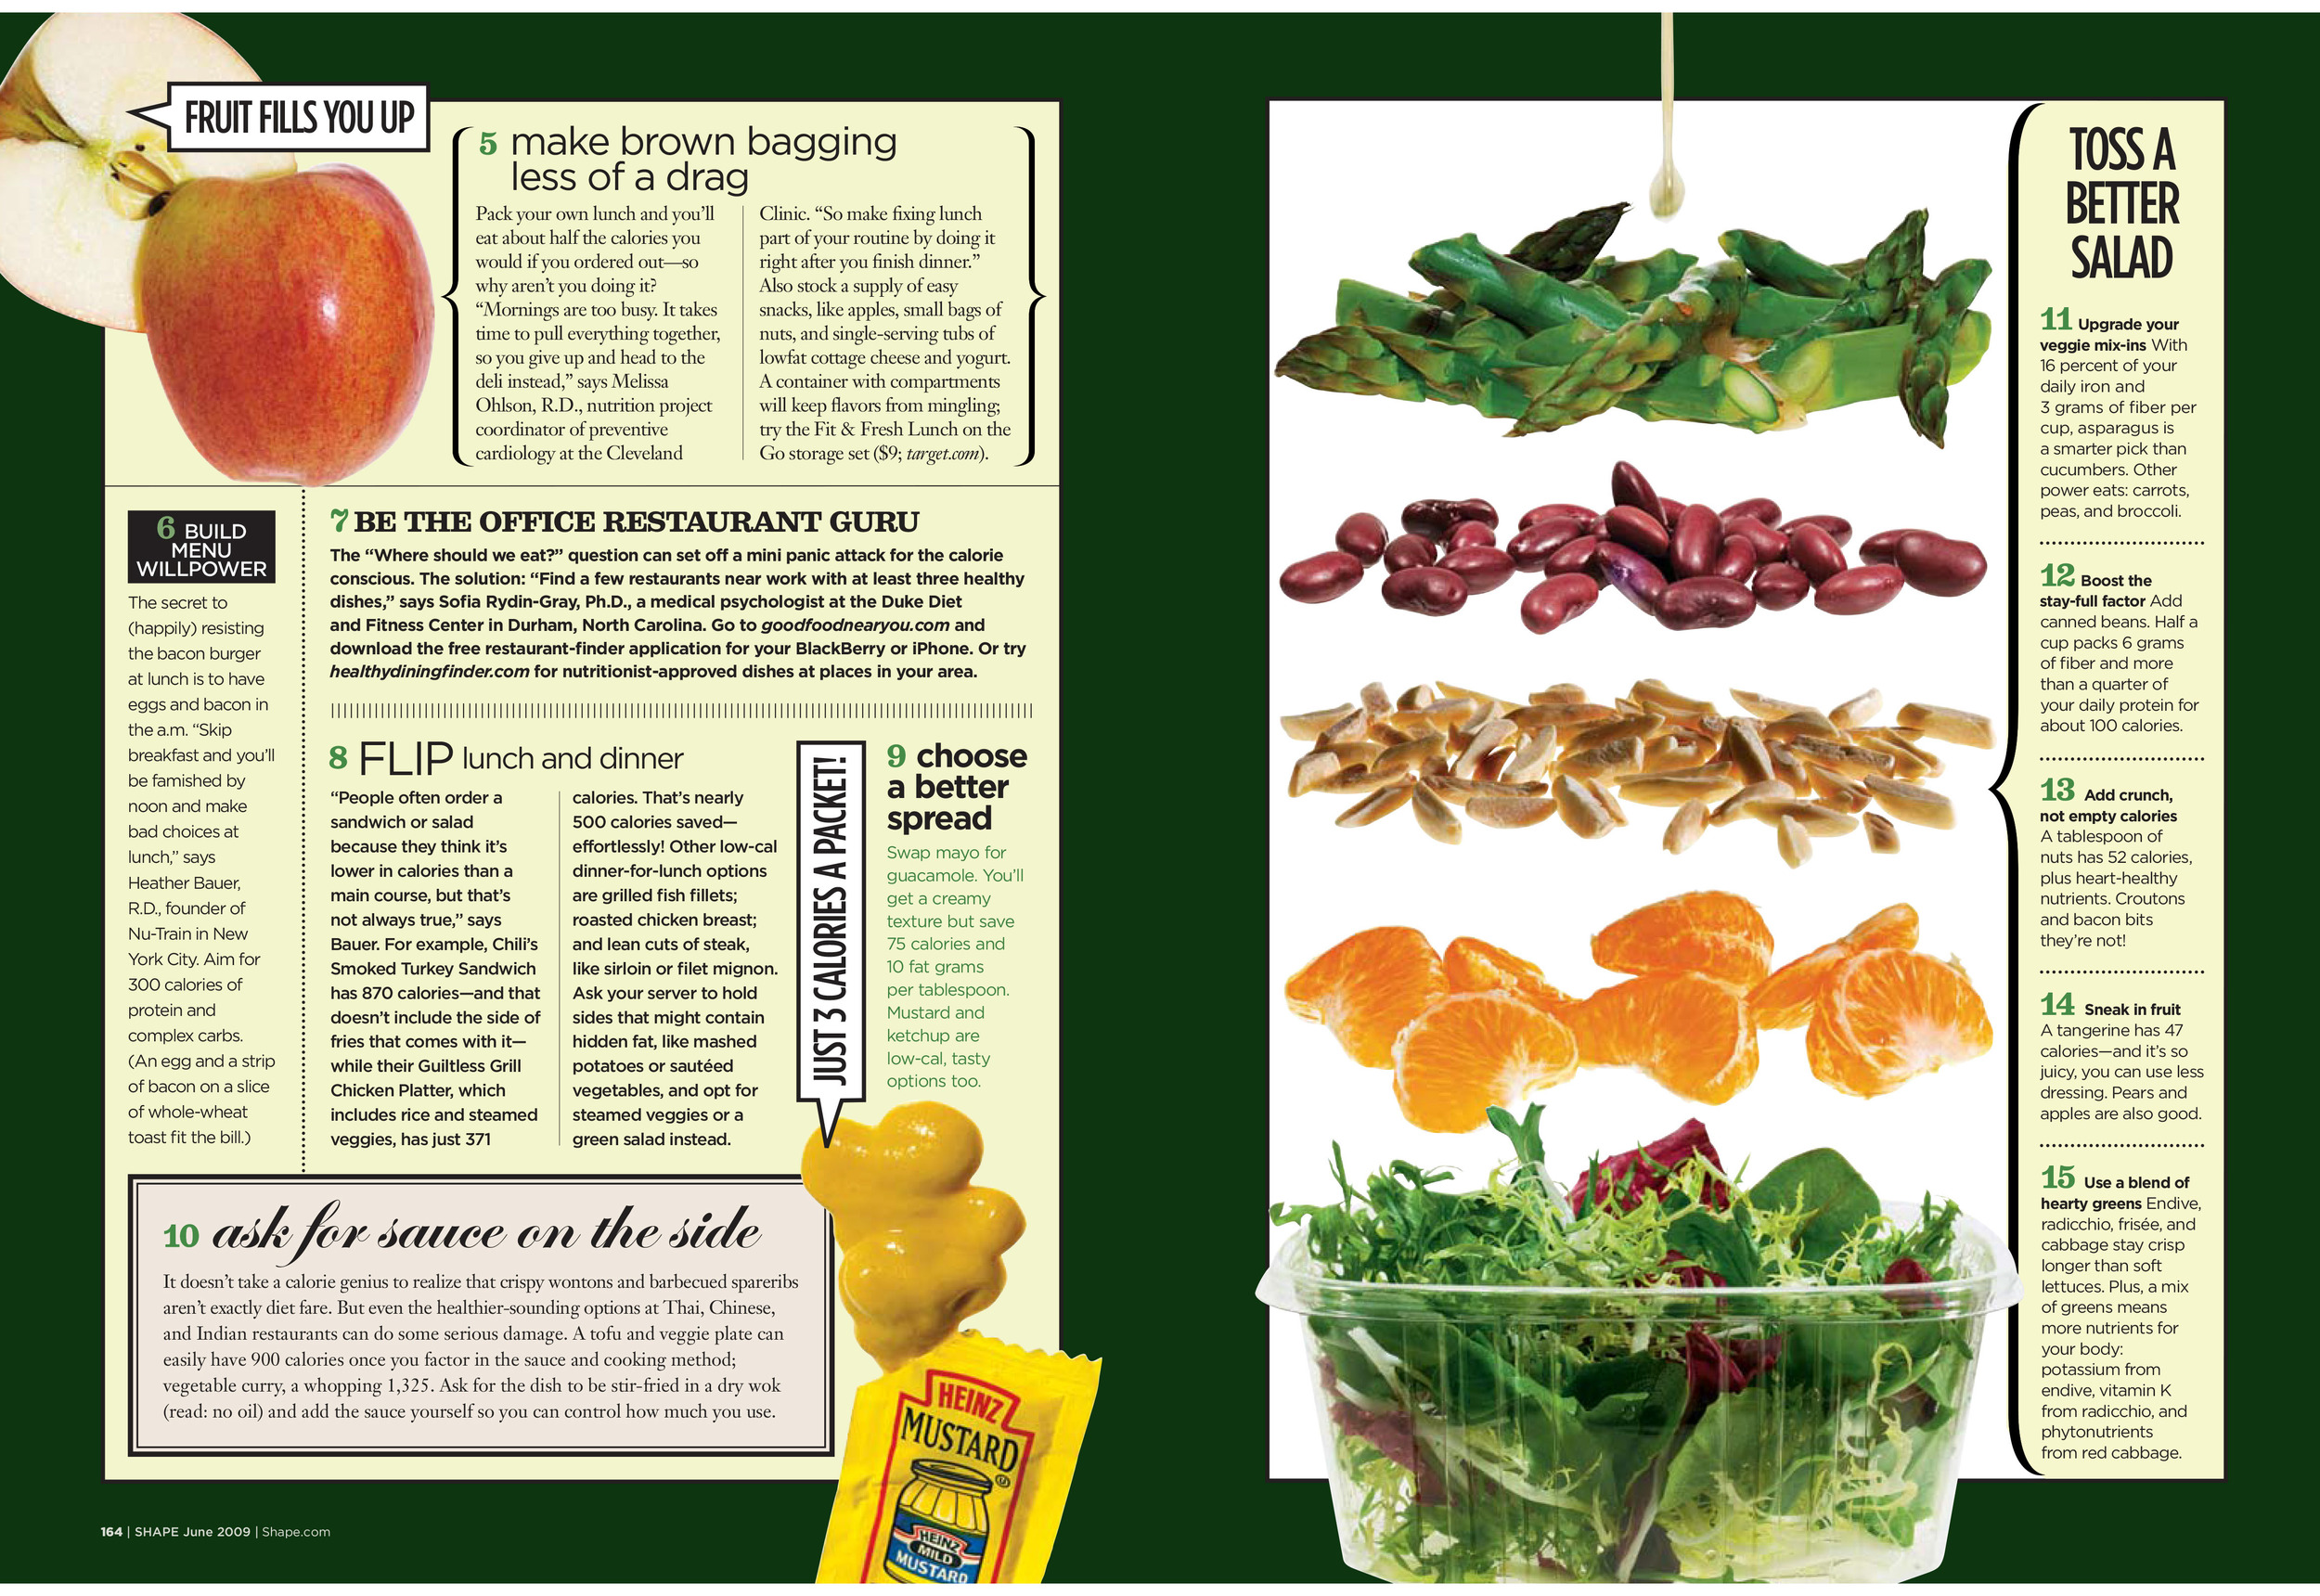 FRUIT FILLS YOU UP
5 make brown bagging
less of a drag
Pack your own lunch and you’ll
eat about half the calories you
would if you ordered out—so
why aren’t you doing it?
“Mornings are too busy. It takes
time to pull everything together,
so you give up and head to the
deli instead,” says Melissa
Ohlson, R.D., nutrition project
coordinator of preventive
cardiology at the Cleveland
Clinic. “So make fixing lunch
part of your routine by doing it
right after you finish dinner.”
Also stock a supply of easy
snacks, like apples, small bags of
nuts, and single-serving tubs of
lowfat cottage cheese and yogurt.
A container with compartments
will keep flavors from mingling;
try the Fit & Fresh Lunch on the
Go storage set ($9; target.com).
6 BUILD
MENU
WILLPOWER
The secret to
(happily) resisting
the bacon burger
at lunch is to have
eggs and bacon in
the a.m. “Skip
breakfast and you’ll
be famished by
noon and make
bad choices at
lunch,” says
Heather Bauer,
R.D., founder of
Nu-Train in New
York City. Aim for
300 calories of
protein and
complex carbs.
(An egg and a strip
of bacon on a slice
of whole-wheat
toast fit the bill.)
7 BE THE OFFICE RESTAURANT GURU
The “Where should we eat?” question can set off a mini panic attack for the calorie
conscious. The solution: “Find a few restaurants near work with at least three healthy
dishes,” says Sofia Rydin-Gray, Ph.D., a medical psychologist at the Duke Diet
and Fitness Center in Durham, North Carolina. Go to goodfoodnearyou.com and
download the free restaurant-finder application for your BlackBerry or iPhone. Or try
healthydiningfinder.com for nutritionist-approved dishes at places in your area.
8 FLIP lunch and dinner
“People often order a
sandwich or salad
because they think it’s
lower in calories than a
main course, but that’s
not always true,” says
Bauer. For example, Chili’s
Smoked Turkey Sandwich
has 870 calories—and that
doesn’t include the side of
fries that comes with it—
while their Guiltless Grill
Chicken Platter, which
includes rice and steamed
veggies, has just 371
calories. That’s nearly
500 calories saved—
effortlessly! Other low-cal
dinner-for-lunch options
are grilled fish fillets;
roasted chicken breast;
and lean cuts of steak,
like sirloin or filet mignon.
Ask your server to hold
sides that might contain
hidden fat, like mashed
potatoes or sautéed
vegetables, and opt for
steamed veggies or a
green salad instead.
JUST 3 CALORIES A PACKET!
9 choose
a better
spread
Swap mayo for
guacamole. You’ll
get a creamy
texture but save
75 calories and
10 fat grams
per tablespoon.
Mustard and
ketchup are
low-cal, tasty
options too.
10 ask for sauce on the side
It doesn’t take a calorie genius to realize that crispy wontons and barbecued spareribs
aren’t exactly diet fare. But even the healthier-sounding options at Thai, Chinese,
and Indian restaurants can do some serious damage. A tofu and veggie plate can
easily have 900 calories once you factor in the sauce and cooking method;
vegetable curry, a whopping 1,325. Ask for the dish to be stir-fried in a dry wok
(read: no oil) and add the sauce yourself so you can control how much you use.
HEINZ
MUSTARD
HEINZ
MILD
MUSTARD
164 | SHAPE June 2009 | Shape.com
TOSS A
BETTER
SALAD
11 Upgrade your
veggie mix-ins With
16 percent of your
daily iron and
3 grams of fiber per
cup, asparagus is
a smarter pick than
cucumbers. Other
power eats: carrots,
peas, and broccoli.
12 Boost the
stay-full factor Add
canned beans. Half a
cup packs 6 grams
of fiber and more
than a quarter of
your daily protein for
about 100 calories.
13 Add crunch,
not empty calories
A tablespoon of
nuts has 52 calories,
plus heart-healthy
nutrients. Croutons
and bacon bits
they’re not!
14 Sneak in fruit
A tangerine has 47
calories—and it’s so
juicy, you can use less
dressing. Pears and
apples are also good.
15 Use a blend of
hearty greens Endive,
radicchio, frisée, and
cabbage stay crisp
longer than soft
lettuces. Plus, a mix
of greens means
more nutrients for
your body:
potassium from
endive, vitamin K
from radicchio, and
phytonutrients
from red cabbage.